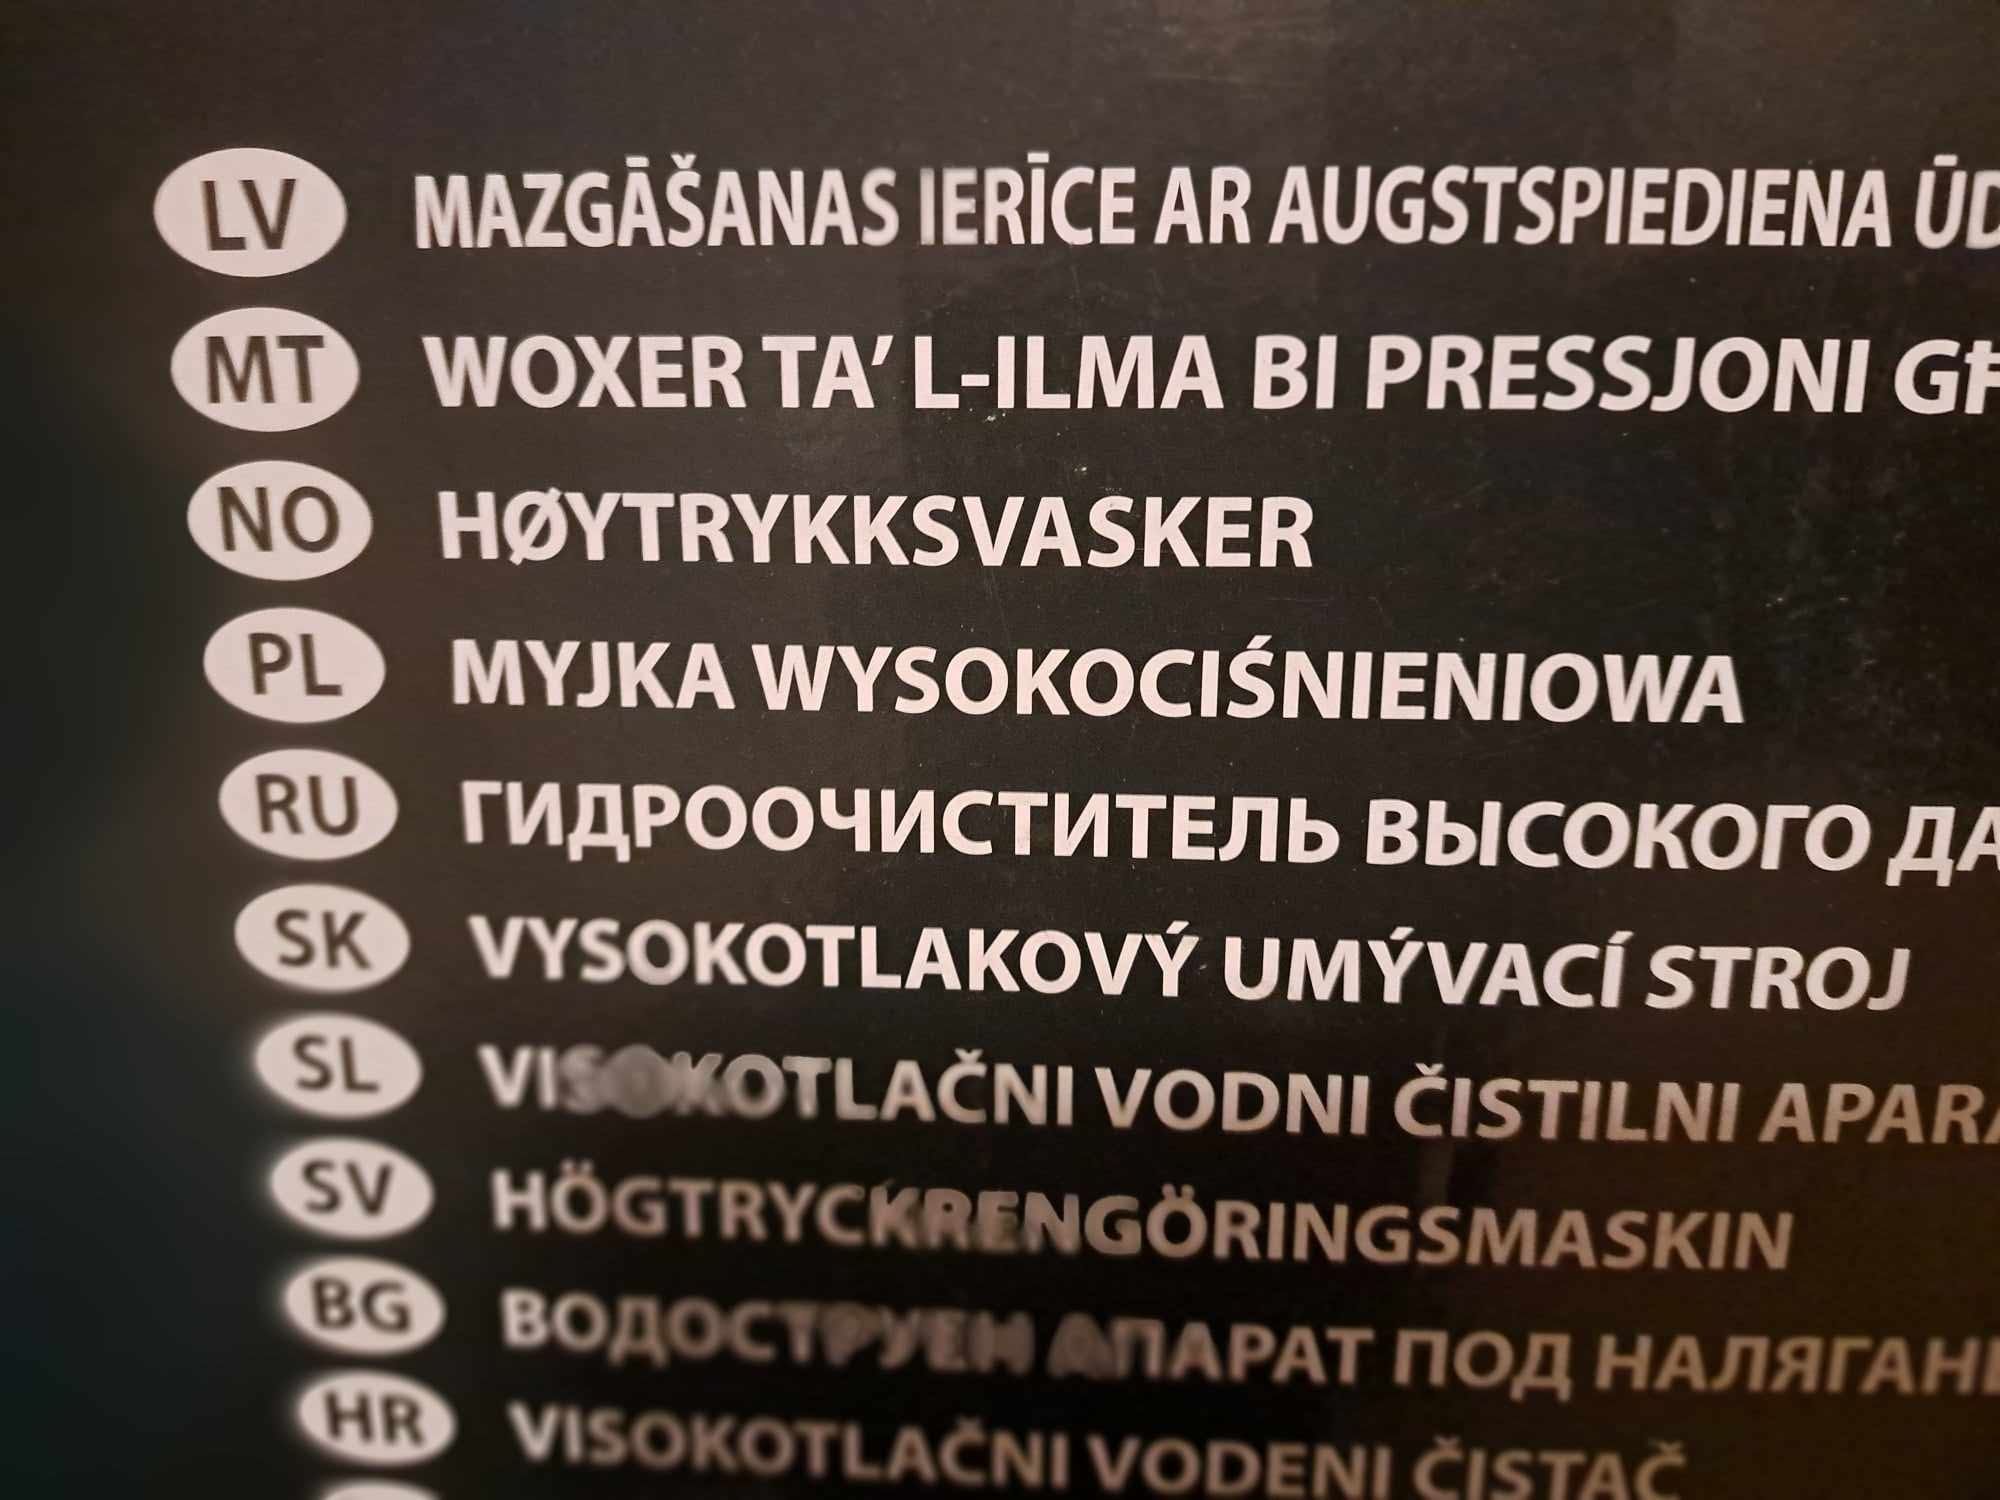 LV MAZGĀŠANAS IERĪCE AR AUGSTSPIEDIENA
MT WOXER TA’ L-ILMA BI PRESSJONI
NO HØYTRYKKSVASKER
PL MYJKA WYSOKOCIŚNIENIOWA
RU ГИДРООЧИСТИТЕЛЬ ВЫСОКОГО
SK VYSOKOTLAKOVÝ UMÝVACÍ STROJ
SL VISOKOTLAČNI VODNI ČISTILNI
SV HÖGTRYCKRENGÖRINGSMASKIN
BG ВОДОСТРУЕН АПАРАТ ПОД
HR VISOKOTLAČNI VODENI ČISTAČ